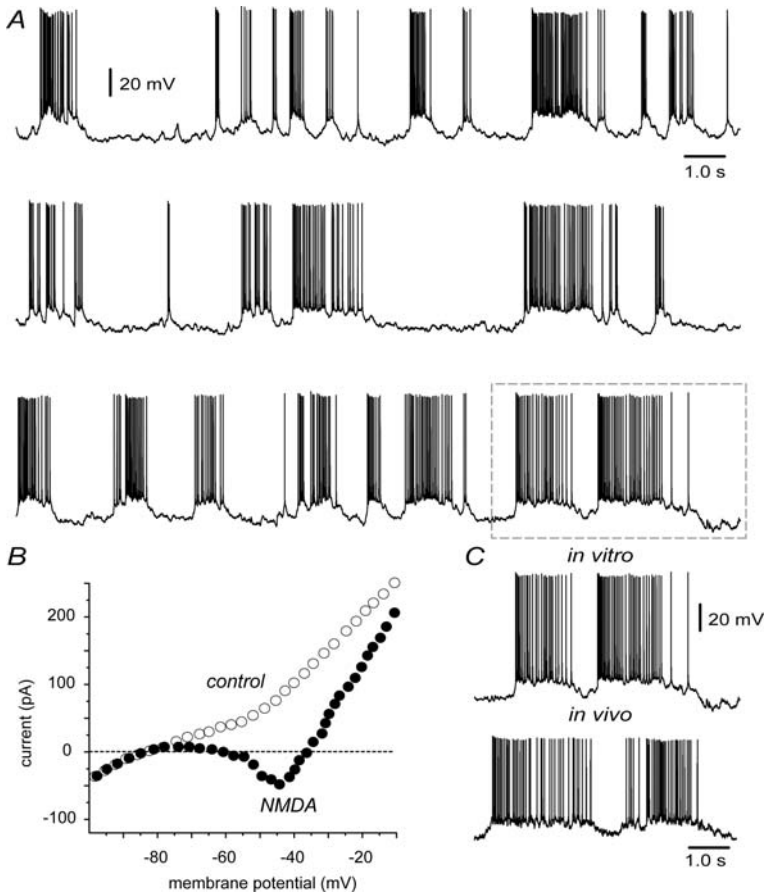 A
20 mV
1.0 s
B
C
in vitro
200
100
0
-100
current (pA)
control
NMDA
-80
-60
-40
-20
membrane potential (mV)
20 mV
in vivo
1.0 s